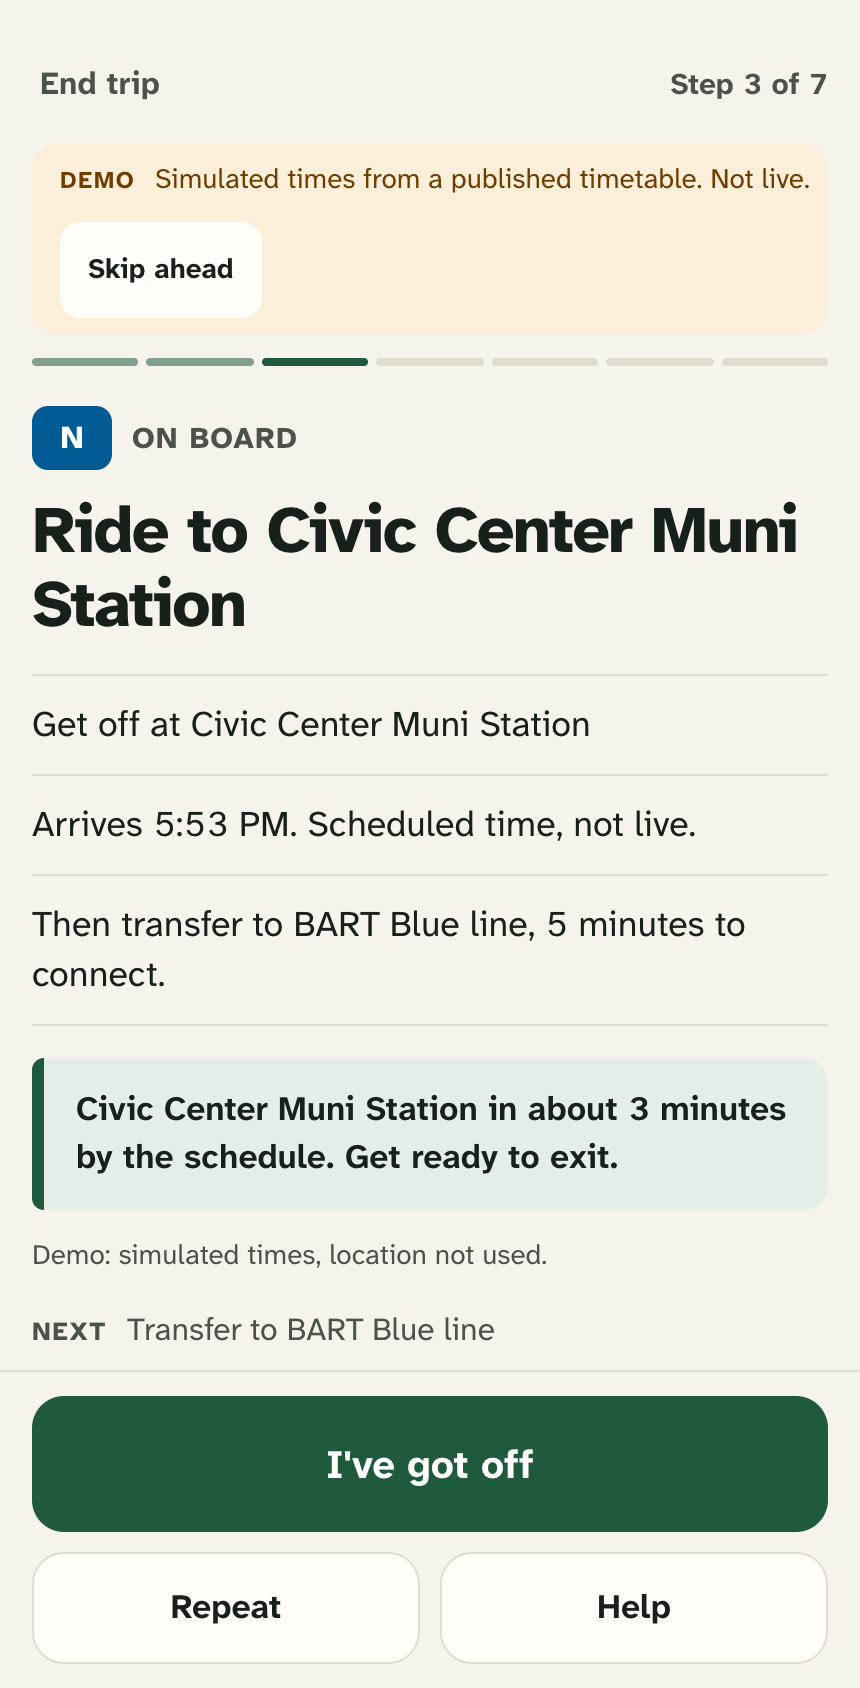 End trip
Step 3 of 7
DEMO Simulated times from a published timetable. Not live.
Skip ahead
N ON BOARD
Ride to Civic Center Muni
Station
Get off at Civic Center Muni Station
Arrives 5:53 PM. Scheduled time, not live.
Then transfer to BART Blue line, 5 minutes to
connect.
Civic Center Muni Station in about 3 minutes
by the schedule. Get ready to exit.
Demo: simulated times, location not used.
NEXT Transfer to BART Blue line
I've got off
Repeat
Help